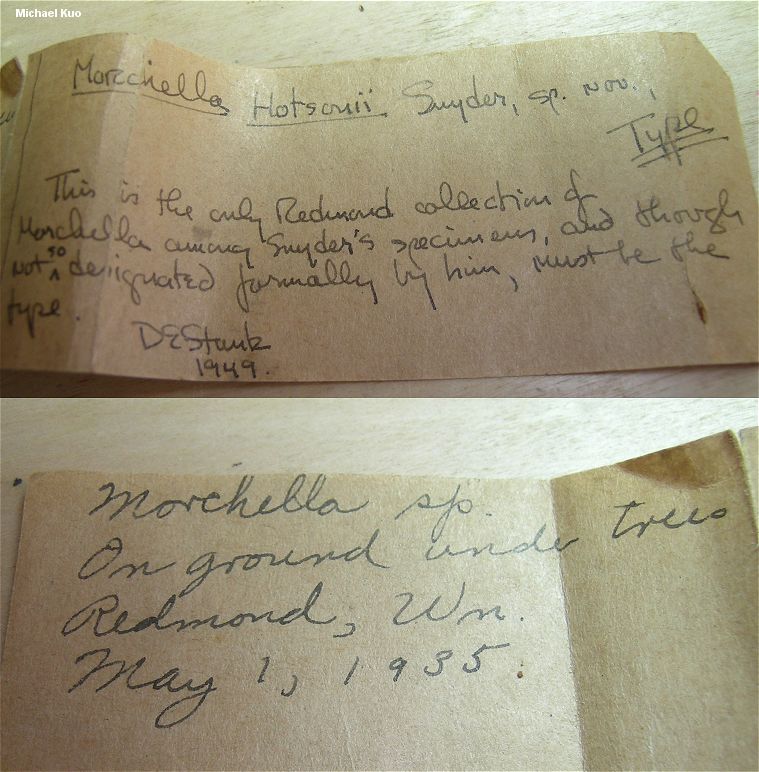 Michael Kuo
Morchella Hotsonii Snyder, sp. nov.,
Type
This is the only Redmond collection of
Morchella among Snyder's specimens, and though
not so designated formally by him, must be the
type.
DEStuntz
1949.
Morchella sp.
On ground under trees
Redmond, Wn.
May 1, 1935.